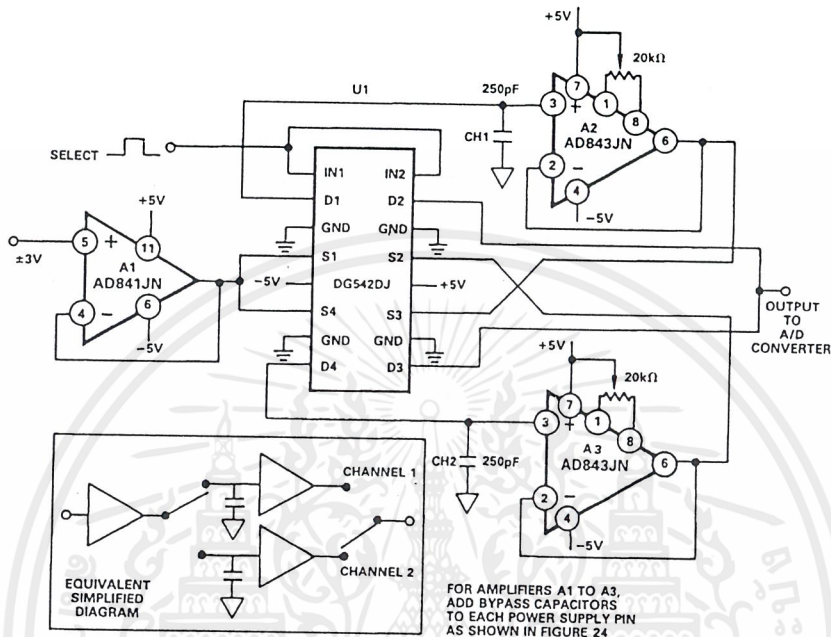 +5V
20kΩ
U1
250pF
3
+
7
1
8
A2
AD843JN
6
2
−
4
−5V
CH1
SELECT
IN1
IN2
D1
D2
GND
GND
S1
S2
DG542DJ
−5V
+5V
S4
S3
GND
GND
D4
D3
+5V
±3V
5
+
11
A1
AD841JN
4
−
6
−5V
OUTPUT
TO
A/D
CONVERTER
+5V
20kΩ
3
+
7
1
8
A3
AD843JN
6
2
−
4
−5V
CH2
250pF
CHANNEL 1
CHANNEL 2
EQUIVALENT
SIMPLIFIED
DIAGRAM
FOR AMPLIFIERS A1 TO A3,
ADD BYPASS CAPACITORS
TO EACH POWER SUPPLY PIN
AS SHOWN IN FIGURE 24